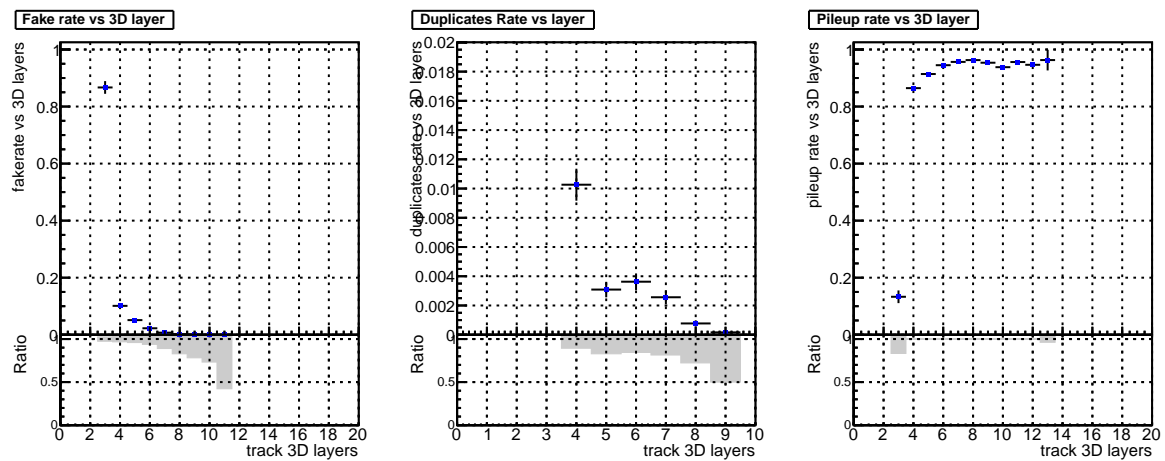 Fake rate vs 3D layer
fakerate vs 3D layers
1
0.8
0.6
0.4
0.2
0
Ratio
1
0.5
0
0 2 4 6 8 10 12 14 16 18 20
track 3D layers
Duplicates Rate vs layer
duplicates rate vs 3D layers
0.02
0.018
0.016
0.014
0.012
0.01
0.008
0.006
0.004
0.002
0
Ratio
1
0.5
0
0 1 2 3 4 5 6 7 8 9 10
track 3D layers
Pileup rate vs 3D layer
pileup rate vs 3D layers
1
0.8
0.6
0.4
0.2
0
Ratio
1
0.5
0
0 2 4 6 8 10 12 14 16 18 20
track 3D layers